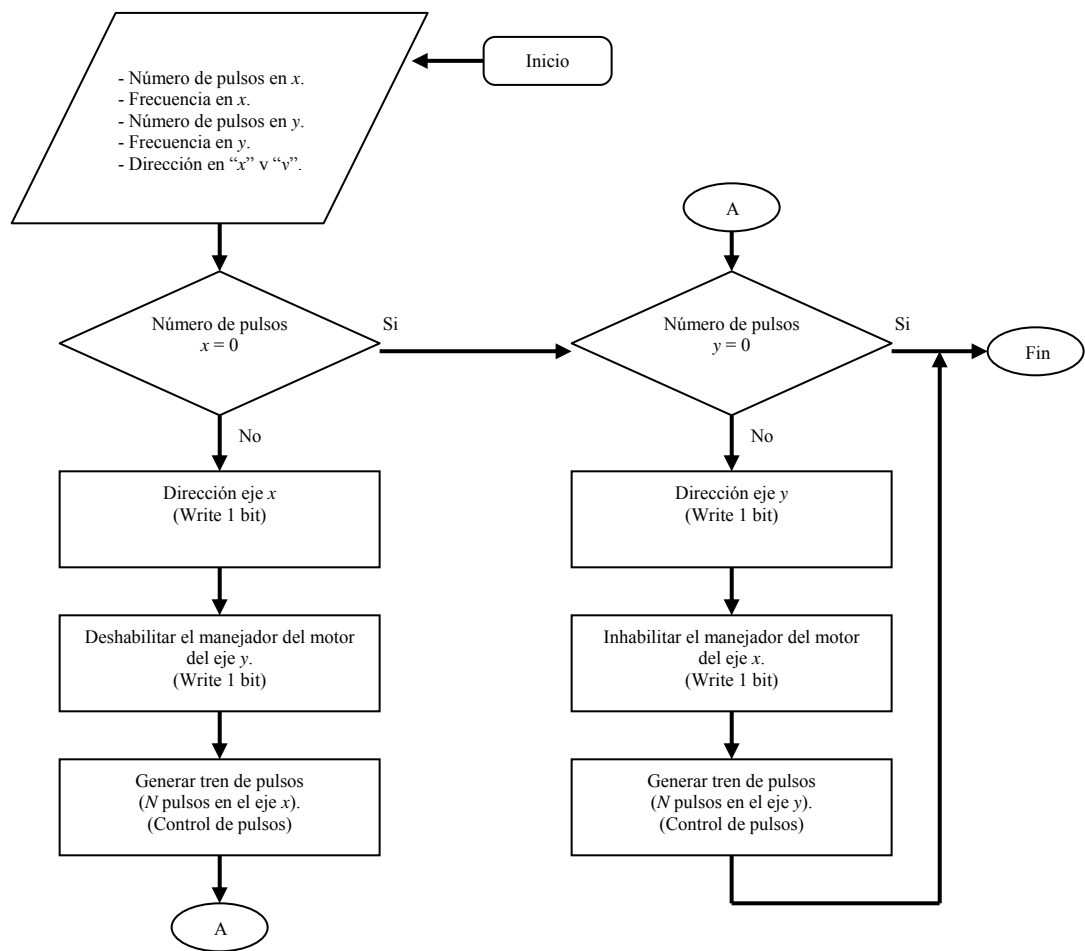 Inicio
- Número de pulsos en x.
- Frecuencia en x.
- Número de pulsos en y.
- Frecuencia en y.
- Dirección en “x” v “v”.
A
Número de pulsos
x = 0
Si
Número de pulsos
y = 0
Si
Fin
No
No
Dirección eje x
(Write 1 bit)
Dirección eje y
(Write 1 bit)
Deshabilitar el manejador del motor
del eje y.
(Write 1 bit)
Inhabilitar el manejador del motor
del eje x.
(Write 1 bit)
Generar tren de pulsos
(N pulsos en el eje x).
(Control de pulsos)
Generar tren de pulsos
(N pulsos en el eje y).
(Control de pulsos)
A